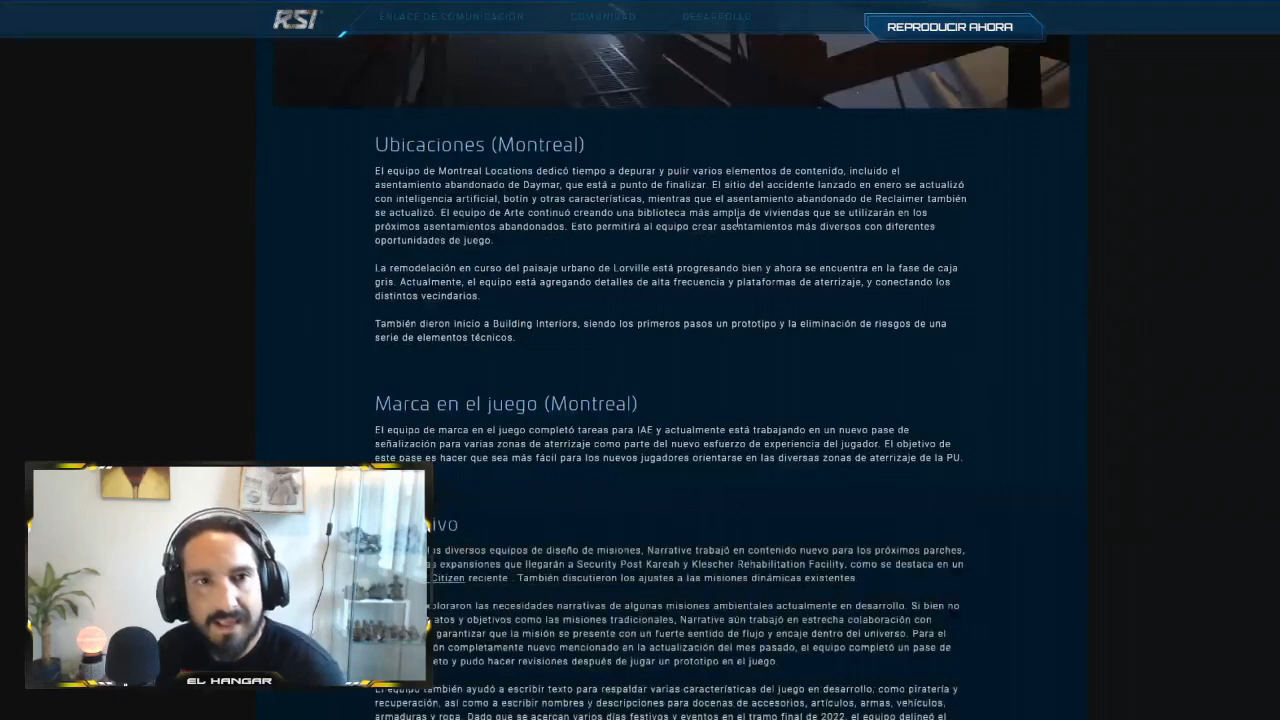 RSI
ENLACE DE COMUNICACIÓN
COMUNIDAD
DESARROLLO
REPRODUCIR AHORA
Ubicaciones (Montreal)
El equipo de Montreal Locations dedicó tiempo a depurar y pulir varios elementos de contenido, incluido el
asentamiento abandonado de Daymar, que está a punto de finalizar. El sitio del accidente lanzado en enero se actualizó
con inteligencia artificial, botín y otras características, mientras que el asentamiento abandonado de Reclaimer también
se actualizó. El equipo de Arte continuó creando una biblioteca más amplia de viviendas que se utilizarán en los
próximos asentamientos abandonados. Esto permitirá al equipo crear asentamientos más diversos con diferentes
oportunidades de juego.
La remodelación en curso del paisaje urbano de Lorville está progresando bien y ahora se encuentra en la fase de caja
gris. Actualmente, el equipo está agregando detalles de alta frecuencia y plataformas de aterrizaje, y conectando los
distintos vecindarios.
También dieron inicio a Building Interiors, siendo los primeros pasos un prototipo y la eliminación de riesgos de una
serie de elementos técnicos.
Marca en el juego (Montreal)
El equipo de marca en el juego completó tareas para IAE y actualmente está trabajando en un nuevo pase de
señalización para varias zonas de aterrizaje como parte del nuevo esfuerzo de experiencia del jugador. El objetivo de
este pase es hacer que sea más fácil para los nuevos jugadores orientarse en las diversas zonas de aterrizaje de la PU.
ivo
diversos equipos de diseño de misiones, Narrative trabajó en contenido nuevo para los próximos parches,
expansiones que llegarán a Security Post Kareah y Klescher Rehabilitation Facility, como se destaca en un
Citizen reciente . También discutieron los ajustes a las misiones dinámicas existentes.
exploraron las necesidades narrativas de algunas misiones ambientales actualmente en desarrollo. Si bien no
atos y objetivos como las misiones tradicionales, Narrative aún trabajó en estrecha colaboración con
garantizar que la misión se presente con un fuerte sentido de flujo y encaje dentro del universo. Para el
ón completamente nuevo mencionado en la actualización del mes pasado, el equipo completó un pase de
eto y pudo hacer revisiones después de jugar un prototipo en el juego.
El equipo también ayudó a escribir texto para respaldar varias características del juego en desarrollo, como piratería y
recuperación, así como a escribir nombres y descripciones para docenas de accesorios, artículos, armas, vehículos,
armaduras y ropa. Dado que se acercan varios días festivos y eventos en el tramo final de 2022, el equipo delineó el
EL HANGAR